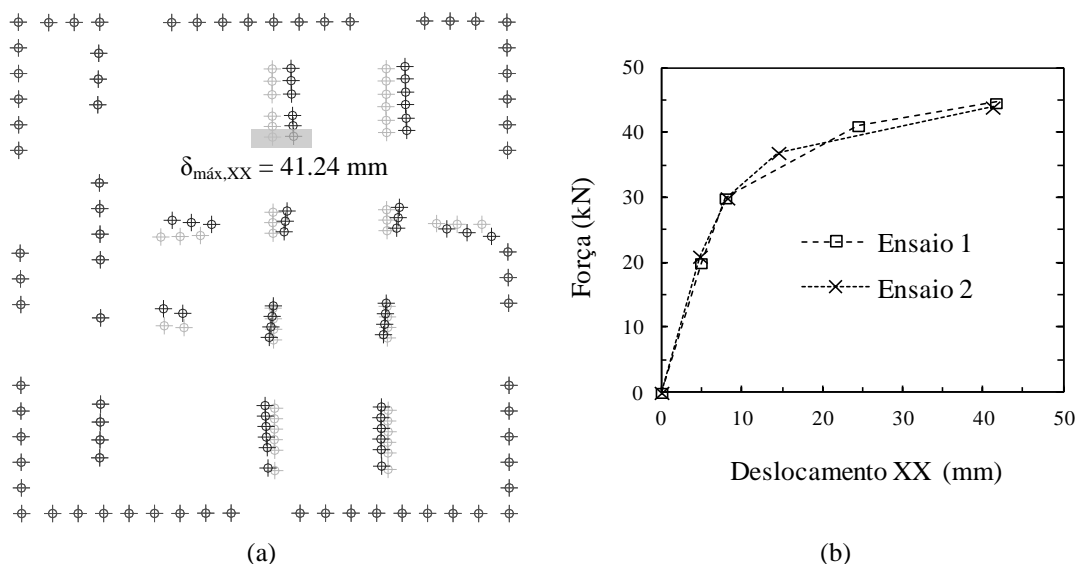 δmáx,XX = 41.24 mm
(a)
50
40
30
20
10
0
Força (kN)
Ensaio 1
Ensaio 2
0 10 20 30 40 50
Deslocamento XX (mm)
(b)